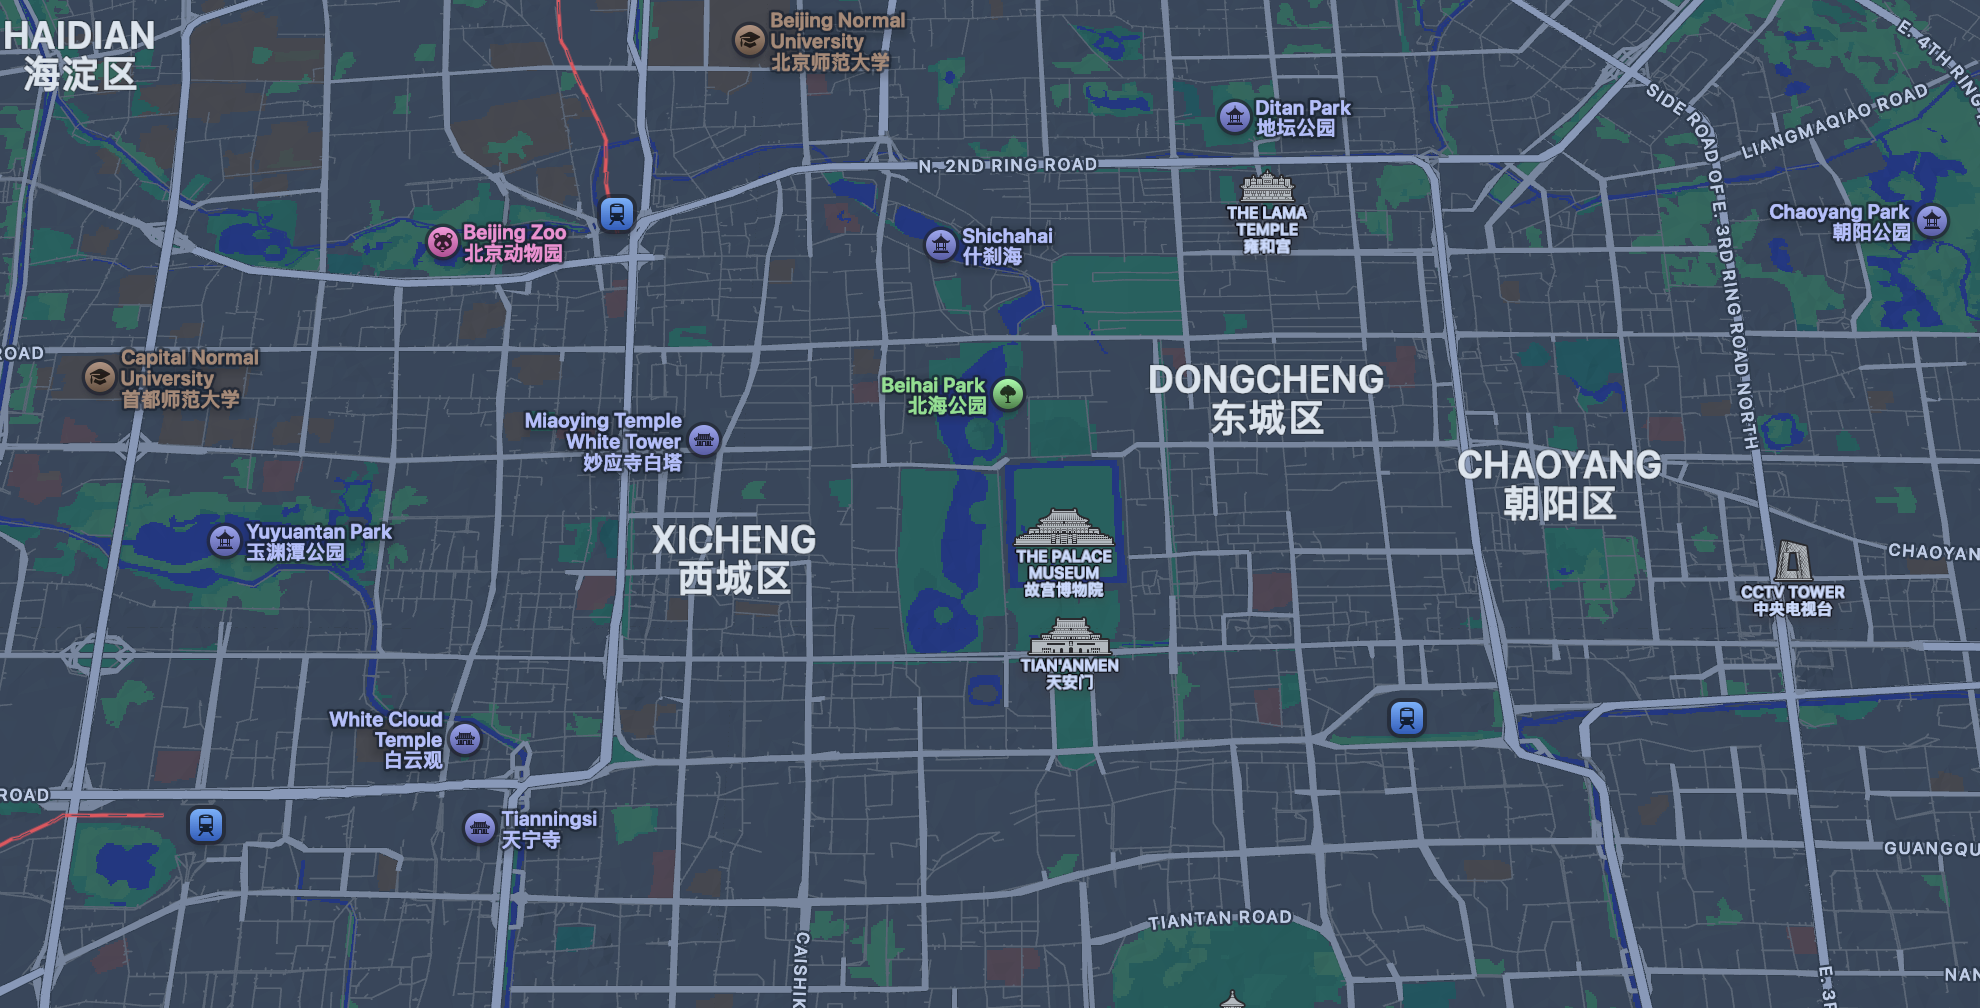 HAIDIAN
海淀区
Beijing Normal
University
北京师范大学
E. 4TH RING
SIDE ROAD OF E. 3RD RING ROAD NORTH
LIANGMAQIAO ROAD
Ditan Park
地坛公园
N. 2ND RING ROAD
THE LAMA
TEMPLE
雍和宫
Chaoyang Park
朝阳公园
Beijing Zoo
北京动物园
Shichahai
什刹海
ROAD
Capital Normal
University
首都师范大学
Beihai Park
北海公园
DONGCHENG
东城区
Miaoying Temple
White Tower
妙应寺白塔
CHAOYANG
朝阳区
Yuyuantan Park
玉渊潭公园
XICHENG
西城区
THE PALACE
MUSEUM
故宫博物院
CHAOYAN
CCTV TOWER
中央电视台
TIAN'ANMEN
天安门
White Cloud
Temple
白云观
ROAD
Tianningsi
天宁寺
GUANGQU
TIANTAN ROAD
CAISHIK
E. 3R
NAN